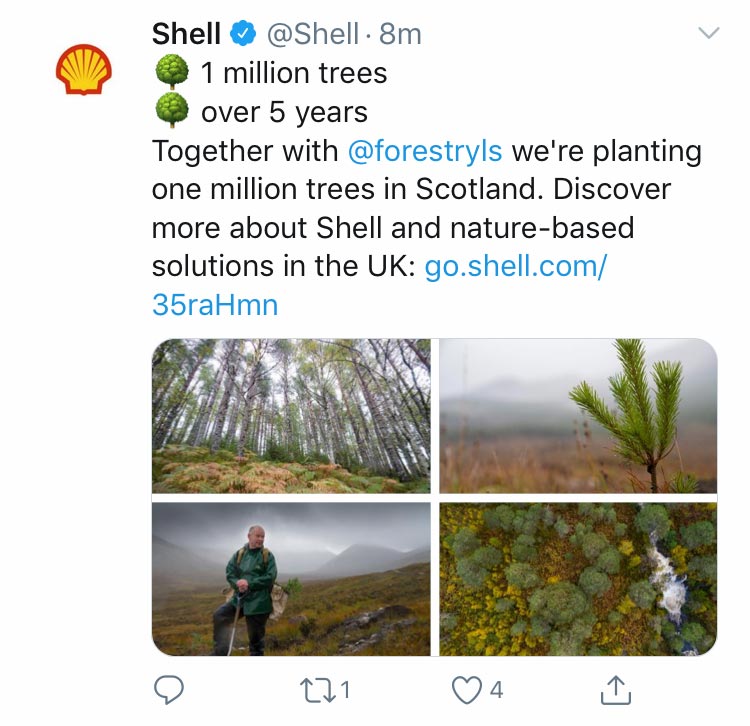 Shell @Shell · 8m
🌳 1 million trees
🌳 over 5 years
Together with @forestryls we're planting
one million trees in Scotland. Discover
more about Shell and nature-based
solutions in the UK: go.shell.com/
35raHmn
1 4